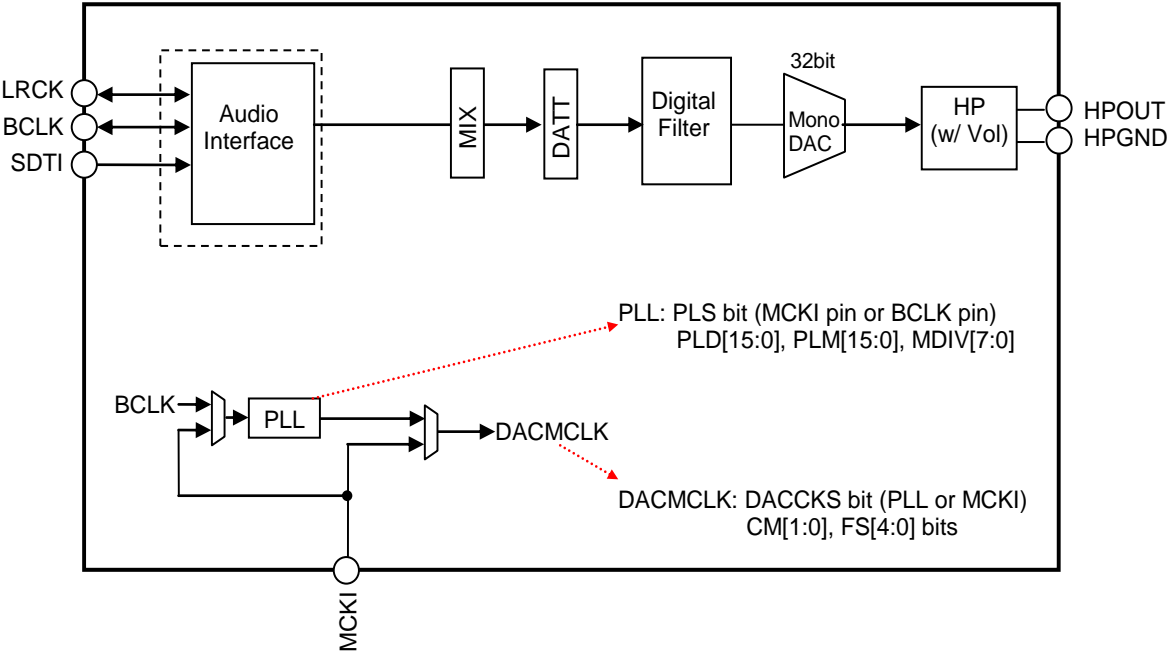 32bit
LRCK
BCLK
SDTI
Audio
Interface
MIX
DATT
Digital
Filter
Mono
DAC
HP
(w/ Vol)
HPOUT
HPGND
PLL: PLS bit (MCKI pin or BCLK pin)
PLD[15:0], PLM[15:0], MDIV[7:0]
BCLK
PLL
DACMCLK
DACMCLK: DACCKS bit (PLL or MCKI)
CM[1:0], FS[4:0] bits
MCKI